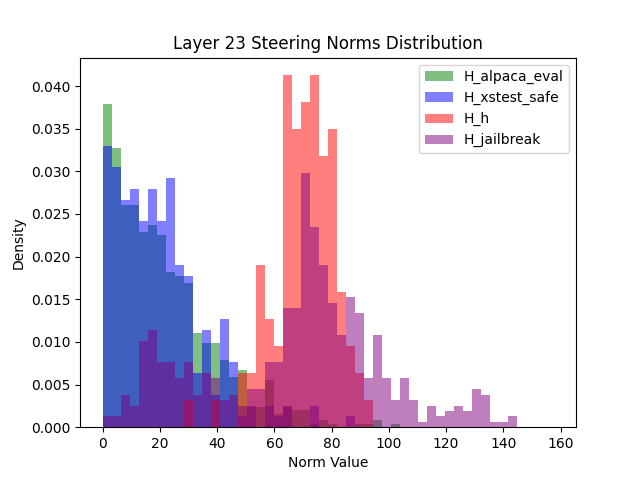 Layer 23 Steering Norms Distribution
H_alpaca_eval
H_xstest_safe
H_h
H_jailbreak
Density
0.040
0.035
0.030
0.025
0.020
0.015
0.010
0.005
0.000
0 20 40 60 80 100 120 140 160
Norm Value